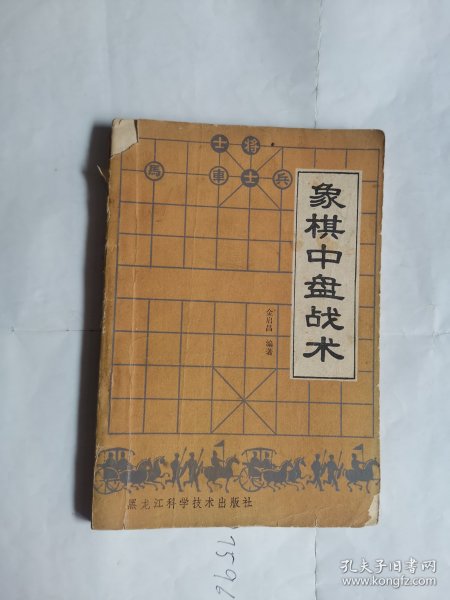 士 将
馬 車 士 兵
象棋中盘战术
金启昌 编著
黑龙江科学技术出版社
7596
孔夫子旧书网
www.kongfz.com